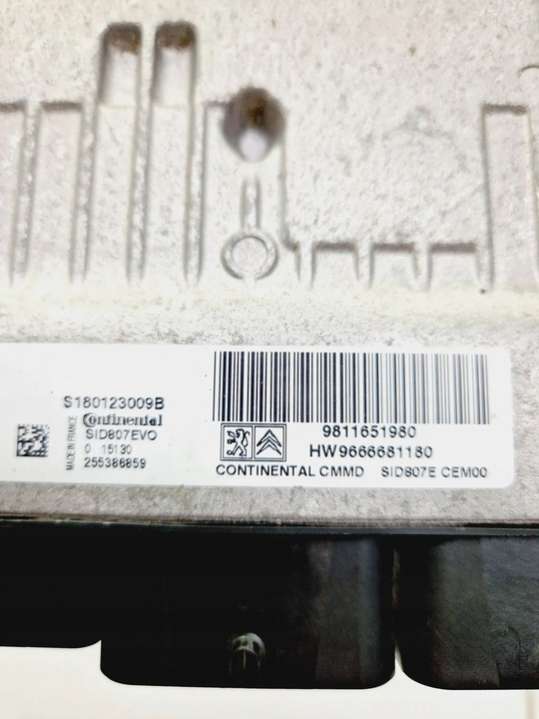 S180123009B
Continental
SID807EVO
0 15130
255386859
MADE IN FRANCE
9811651980
HW9666681180
CONTINENTAL CMMD SID807E CEM00